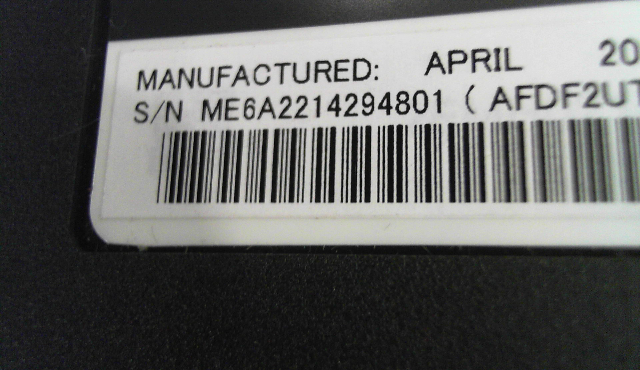 MANUFACTURED: APRIL 20
S/N ME6A2214294801 ( AFDF2UT